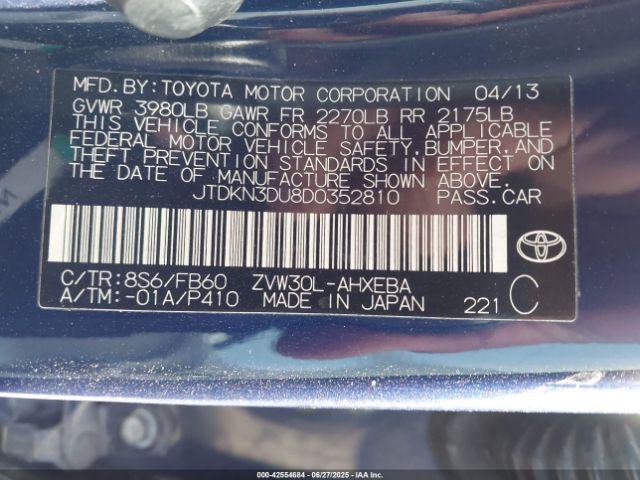 MFD. BY: TOYOTA MOTOR CORPORATION 04/13
GVWR 3980LB GAWR FR 2270LB RR 2175LB
THIS VEHICLE CONFORMS TO ALL APPLICABLE
FEDERAL MOTOR VEHICLE SAFETY, BUMPER, AND
THEFT PREVENTION STANDARDS IN EFFECT ON
THE DATE OF MANUFACTURE SHOWN ABOVE.
JTDKN3DU8D0352810 PASS. CAR
C/TR: 8S6/FB60 ZVW30L-AHXEBA
A/TM: -01A/P410 MADE IN JAPAN 221 C
000-42554684 - 06/27/2025 - IAAI.com